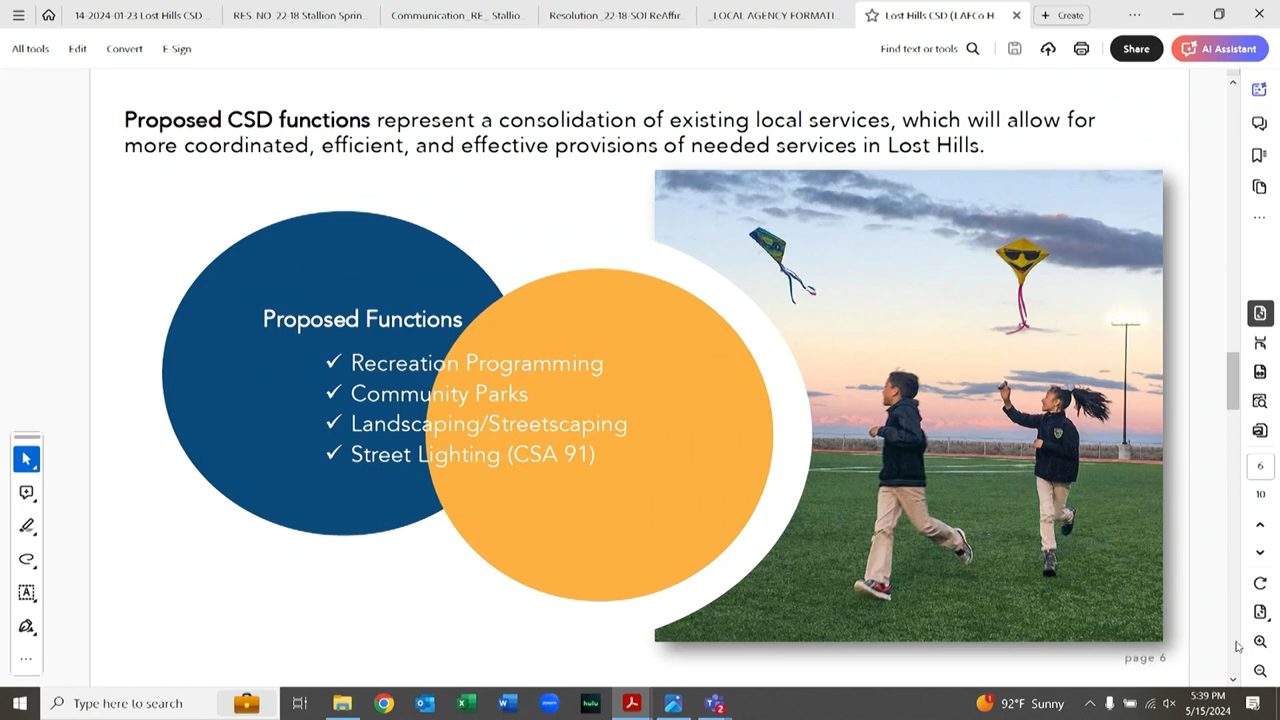 14-2024-01-23 Lost Hills CSD ...
RES. NO. 22-18 Stallion Sprin...
Communication_RE_ Stallio...
Resolution_22-18-SOI ReAffir...
_LOCAL AGENCY FORMATI...
Lost Hills CSD (LAFCo H...
Create
All tools
Edit
Convert
E-Sign
Find text or tools
Share
AI Assistant
Proposed CSD functions represent a consolidation of existing local services, which will allow for
more coordinated, efficient, and effective provisions of needed services in Lost Hills.
Proposed Functions
✓ Recreation Programming
✓ Community Parks
✓ Landscaping/Streetscaping
✓ Street Lighting (CSA 91)
page 6
6
10
Type here to search
hulu
zoom
2
1
92°F Sunny
5:39 PM
5/15/2024